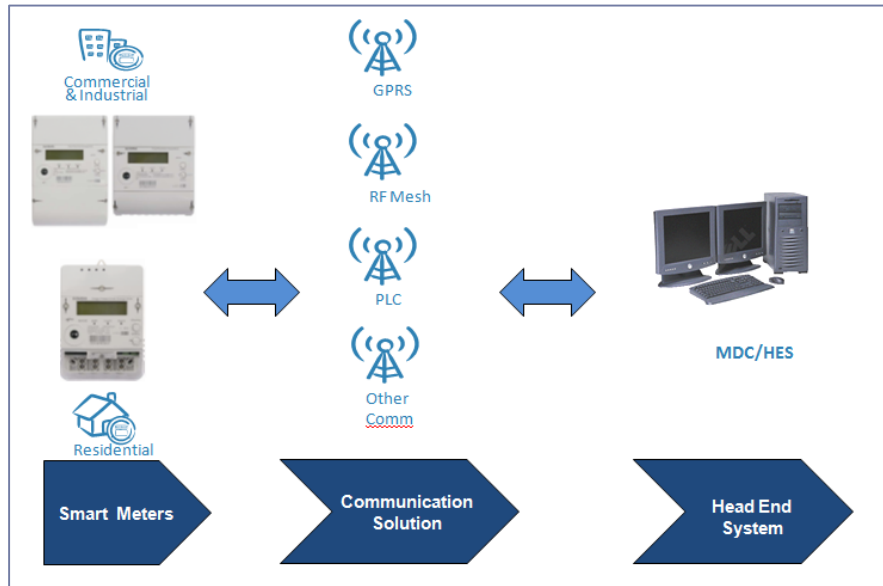 Commercial
& Industrial
GPRS
RF Mesh
PLC
Other
Comm
MDC/HES
Residential
Smart Meters
Communication
Solution
Head End
System